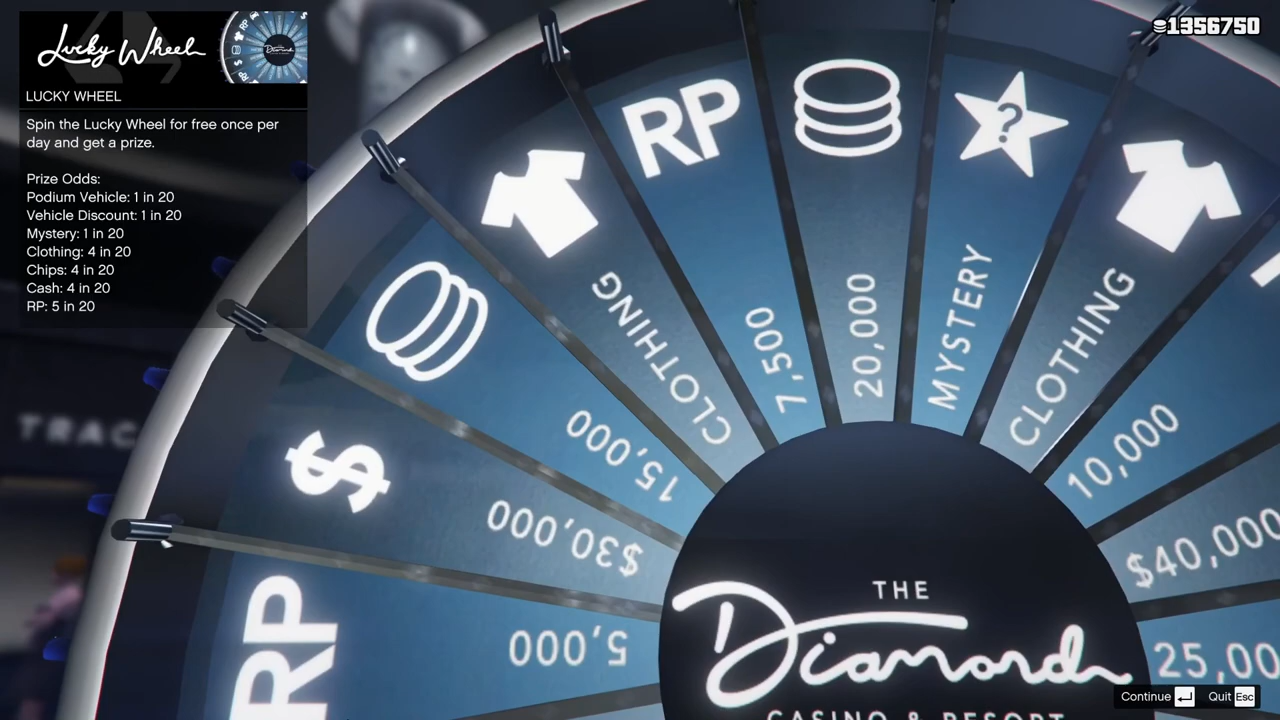 Lucky Wheel
LUCKY WHEEL
Spin the Lucky Wheel for free once per
day and get a prize.
Prize Odds:
Podium Vehicle: 1 in 20
Vehicle Discount: 1 in 20
Mystery: 1 in 20
Clothing: 4 in 20
Chips: 4 in 20
Cash: 4 in 20
RP: 5 in 20
1356750
RP
5,000
$
$30,000
15,000
CLOTHING
RP
7,500
20,000
MYSTERY
?
CLOTHING
10,000
$40,000
25,00
THE
Diamond
CASINO & RESORT
TRAC
Continue
Quit Esc